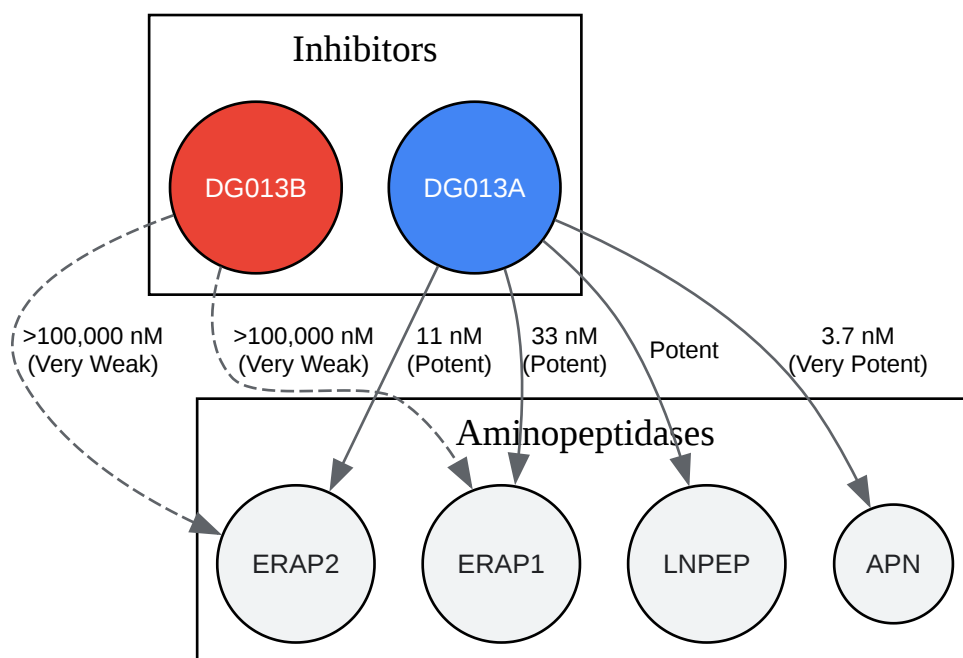 Inhibitors
DG013B
DG013A
>100,000 nM
(Very Weak)
>100,000 nM
(Very Weak)
11 nM
(Potent)
33 nM
(Potent)
Potent
3.7 nM
(Very Potent)
Aminopeptidases
ERAP2
ERAP1
LNPEP
APN